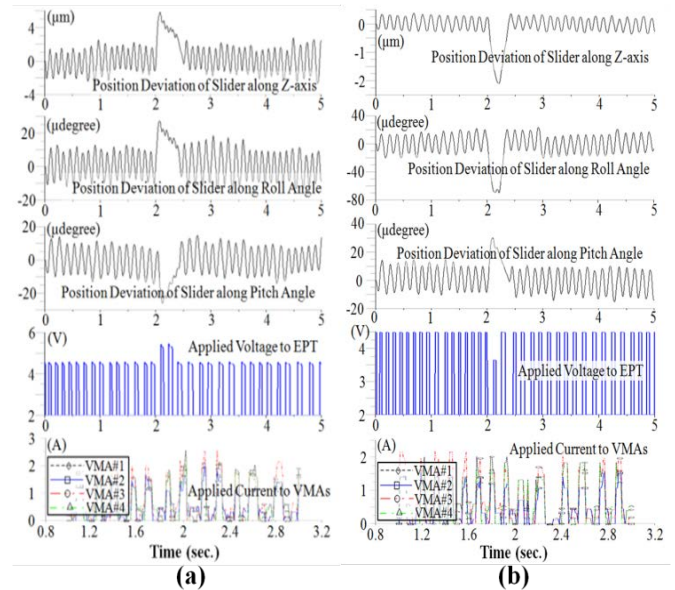 (μm)
6
4
2
0
-4
Position Deviation of Slider along Z-axis
0 1 2 3 4 5
(μdegree)
20
0
-20
Position Deviation of Slider along Roll Angle
0 1 2 3 4 5
(μdegree)
20
0
-20
Position Deviation of Slider along Pitch Angle
0 1 2 3 4 5
(V)
6
4
2
Applied Voltage to EPT
0 1 2 3 4 5
(A)
3
2
1
0
VMA#1
VMA#2
VMA#3
VMA#4
Applied Current to VMAs
0.8 1.2 1.6 2 2.4 2.8 3.2
Time (sec.)
(a)
0
-1
-2
(μm)
Position Deviation of Slider along Z-axis
0 1 2 3 4 5
(μdegree)
40
0
-40
-80
Position Deviation of Slider along Roll Angle
0 1 2 3 4 5
(μdegree)
40
20
0
-20
Position Deviation of Slider along Pitch Angle
0 1 2 3 4 5
(V)
4
2
Applied Voltage to EPT
0 1 2 3 4 5
(A)
2
1
0
VMA#1
VMA#2
VMA#3
VMA#4
Applied Current to VMAs
0.8 1.2 1.6 2 2.4 2.8 3.2
Time (sec.)
(b)